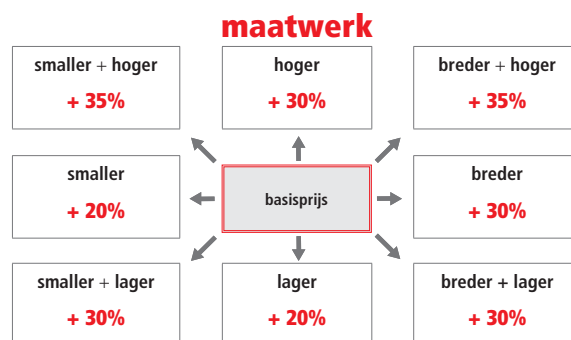 maatwerk
smaller + hoger
+ 35%
hoger
+ 30%
breder + hoger
+ 35%
smaller
+ 20%
basisprijs
breder
+ 30%
smaller + lager
+ 30%
lager
+ 20%
breder + lager
+ 30%